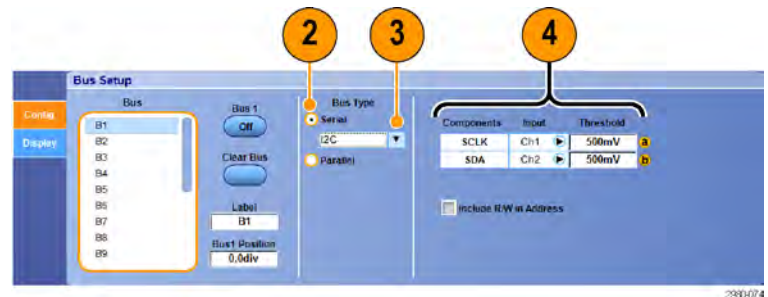 2
3
4
Bus Setup
Config
Display
Bus
B1
B2
B3
B4
B5
B6
B7
B8
B9
Bus 1
Off
Clear Bus
Label
B1
Bus1 Position
0.0div
Bus Type
Serial
I2C
Parallel
Components Input Threshold
SCLK Ch1 500mV a
SDA Ch2 500mV b
Include R/W in Address
2980-074